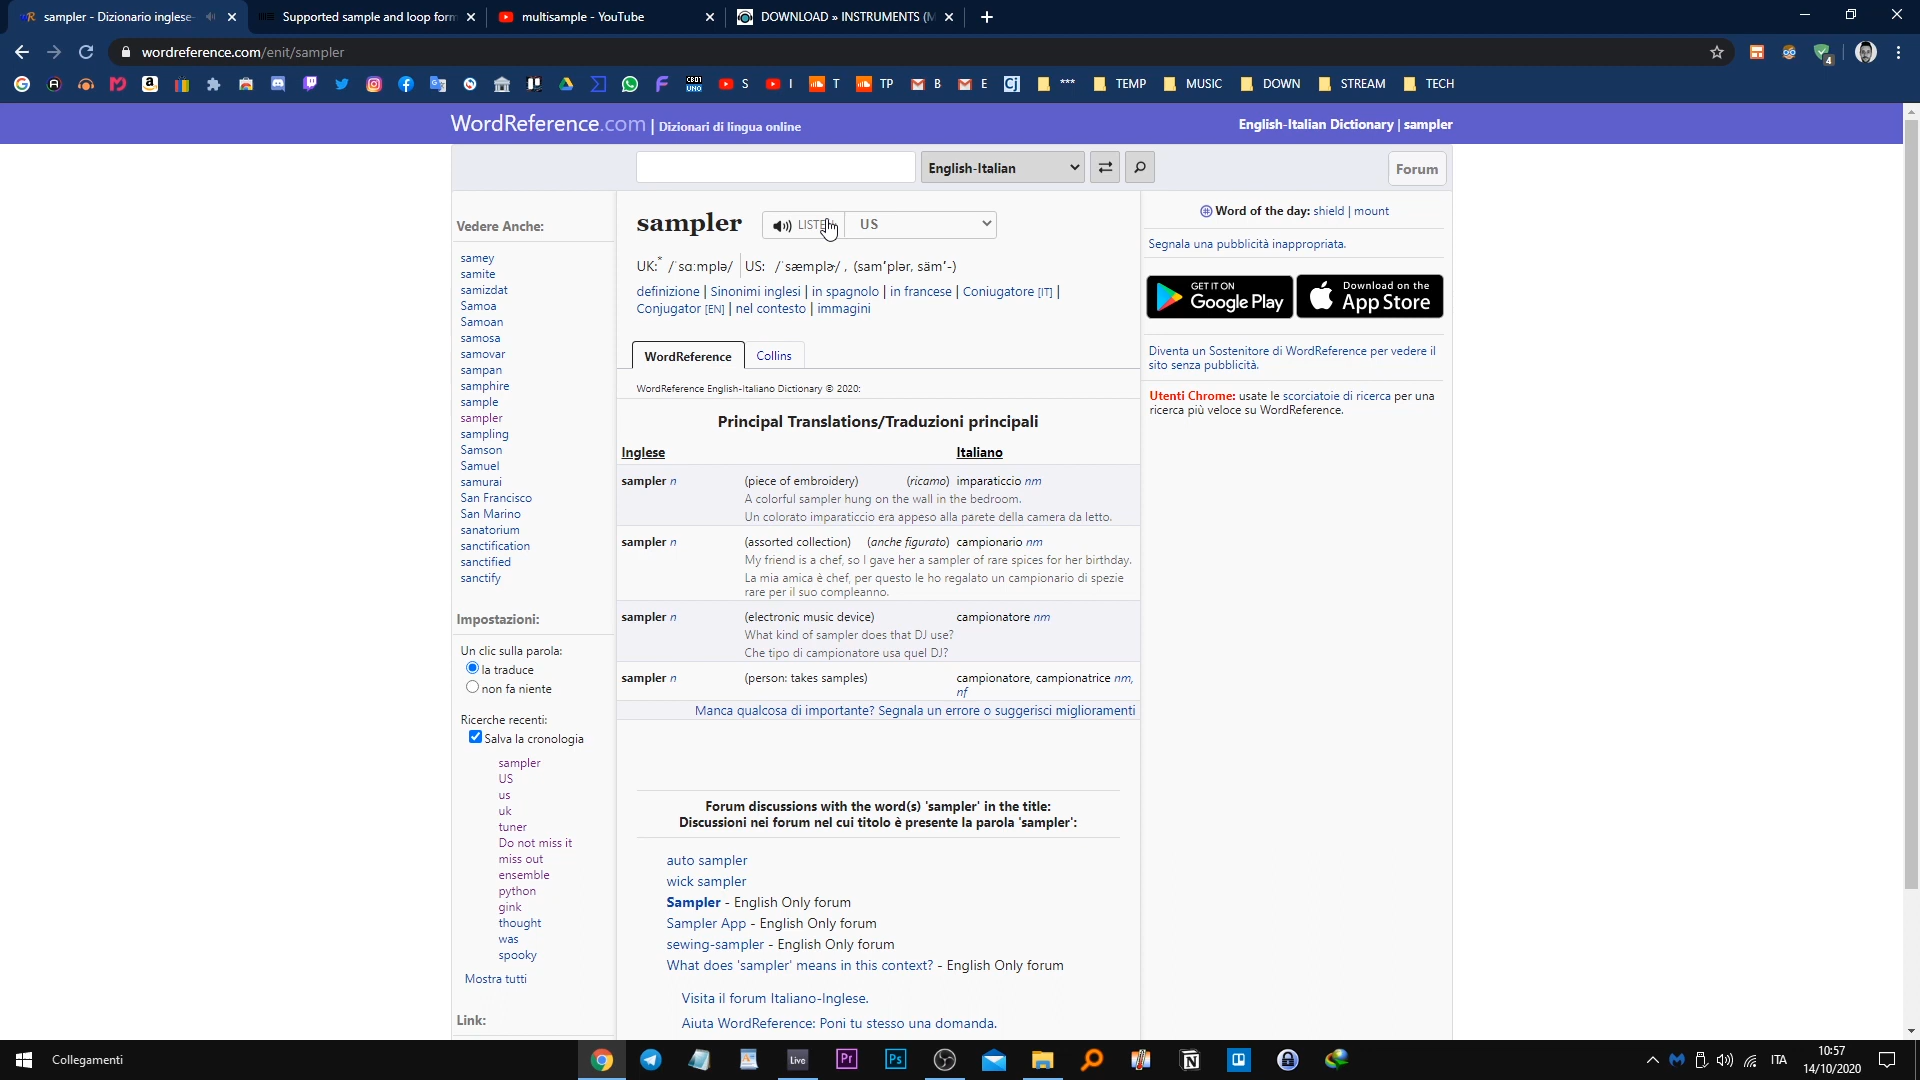 sampler - Dizionario inglese-
Supported sample and loop form
multisample - YouTube
DOWNLOAD » INSTRUMENTS (M
wordreference.com/enit/sampler
S
I
T
TP
B
E
***
TEMP
MUSIC
DOWN
STREAM
TECH
WordReference.com | Dizionari di lingua online
English-Italian Dictionary | sampler
English-Italian
Forum
sampler
LISTEN
US
UK:* /ˈsɑːmplə/ US: /ˈsæmplɚ/ , (sam′plər, säm′-)
definizione | Sinonimi inglesi | in spagnolo | in francese | Coniugatore [IT] |
Conjugator [EN] | nel contesto | immagini
WordReference
Collins
WordReference English-Italiano Dictionary © 2020:
Principal Translations/Traduzioni principali
Inglese
Italiano
sampler n (piece of embroidery) (ricamo) imparaticcio nm
A colorful sampler hung on the wall in the bedroom.
Un colorato imparaticcio era appeso alla parete della camera da letto.
sampler n (assorted collection) (anche figurato) campionario nm
My friend is a chef, so I gave her a sampler of rare spices for her birthday.
La mia amica è chef, per questo le ho regalato un campionario di spezie
rare per il suo compleanno.
sampler n (electronic music device) campionatore nm
What kind of sampler does that DJ use?
Che tipo di campionatore usa quel DJ?
sampler n (person: takes samples) campionatore, campionatrice nm,
nf
Manca qualcosa di importante? Segnala un errore o suggerisci miglioramenti
Forum discussions with the word(s) 'sampler' in the title:
Discussioni nei forum nel cui titolo è presente la parola 'sampler':
auto sampler
wick sampler
Sampler - English Only forum
Sampler App - English Only forum
sewing-sampler - English Only forum
What does 'sampler' means in this context? - English Only forum
Visita il forum Italiano-Inglese.
Aiuta WordReference: Poni tu stesso una domanda.
Vedere Anche:
samey
samite
samizdat
Samoa
Samoan
samosa
samovar
sampan
samphire
sample
sampler
sampling
Samson
Samuel
samurai
San Francisco
San Marino
sanatorium
sanctification
sanctified
sanctify
Impostazioni:
Un clic sulla parola:
la traduce
non fa niente
Ricerche recenti:
Salva la cronologia
sampler
US
us
uk
tuner
Do not miss it
miss out
ensemble
python
gink
thought
was
spooky
Mostra tutti
Link:
Word of the day: shield | mount
Segnala una pubblicità inappropriata.
GET IT ON
Google Play
Download on the
App Store
Diventa un Sostenitore di WordReference per vedere il
sito senza pubblicità.
Utenti Chrome: usate le scorciatoie di ricerca per una
ricerca più veloce su WordReference.
Collegamenti
Live
Pr
Ps
ITA
10:57
14/10/2020